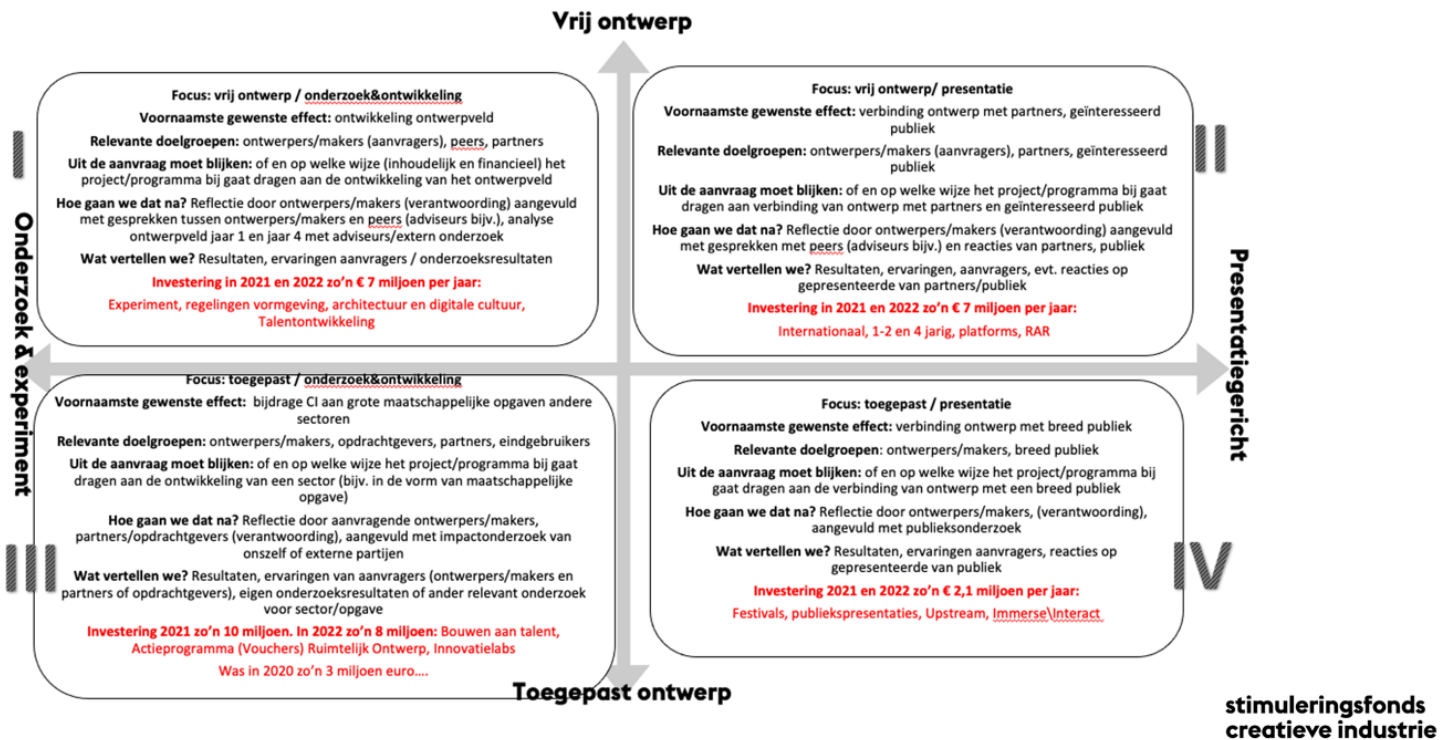 Vrij ontwerp
I
Focus: vrij ontwerp / onderzoek&ontwikkeling
Voornaamste gewenste effect: ontwikkeling ontwerpveld
Relevante doelgroepen: ontwerpers/makers (aanvragers), peers, partners
Uit de aanvraag moet blijken: of en op welke wijze (inhoudelijk en financieel) het
project/programma bij gaat dragen aan de ontwikkeling van het ontwerpveld
Hoe gaan we dat na? Reflectie door ontwerpers/makers (verantwoording) aangevuld
met gesprekken tussen ontwerpers/makers en peers (adviseurs bijv.), analyse
ontwerpveld jaar 1 en jaar 4 met adviseurs/extern onderzoek
Wat vertellen we? Resultaten, ervaringen aanvragers / onderzoeksresultaten
Investering in 2021 en 2022 zo’n € 7 miljoen per jaar:
Experiment, regelingen vormgeving, architectuur en digitale cultuur,
Talentontwikkeling
II
Focus: vrij ontwerp/ presentatie
Voornaamste gewenste effect: verbinding ontwerp met partners, geïnteresseerd
publiek
Relevante doelgroepen: ontwerpers/makers (aanvragers), partners, geïnteresseerd
publiek
Uit de aanvraag moet blijken: of en op welke wijze het project/programma bij gaat
dragen aan verbinding van ontwerp met partners en geïnteresseerd publiek
Hoe gaan we dat na? Reflectie door ontwerpers/makers (verantwoording) aangevuld
met gesprekken met peers (adviseurs bijv.) en reacties van partners, publiek
Wat vertellen we? Resultaten, ervaringen, aanvragers, evt. reacties op
gepresenteerde van partners/publiek
Investering in 2021 en 2022 zo’n € 7 miljoen per jaar:
Internationaal, 1-2 en 4 jarig, platforms, RAR
Onderzoek & experiment
Presentatiegericht
III
Focus: toegepast / onderzoek&ontwikkeling
Voornaamste gewenste effect: bijdrage CI aan grote maatschappelijke opgaven andere
sectoren
Relevante doelgroepen: ontwerpers/makers, opdrachtgevers, partners, eindgebruikers
Uit de aanvraag moet blijken: of en op welke wijze het project/programma bij gaat
dragen aan de ontwikkeling van een sector (bijv. in de vorm van maatschappelijke
opgave)
Hoe gaan we dat na? Reflectie door aanvragende ontwerpers/makers,
partners/opdrachtgevers (verantwoording), aangevuld met impactonderzoek van
onszelf of externe partijen
Wat vertellen we? Resultaten, ervaringen van aanvragers (ontwerpers/makers en
partners of opdrachtgevers), eigen onderzoeksresultaten of ander relevant onderzoek
voor sector/opgave
Investering 2021 zo’n 10 miljoen. In 2022 zo’n 8 miljoen: Bouwen aan talent,
Actieprogramma (Vouchers) Ruimtelijk Ontwerp, Innovatielabs
Was in 2020 zo’n 3 miljoen euro....
IV
Focus: toegepast / presentatie
Voornaamste gewenste effect: verbinding ontwerp met breed publiek
Relevante doelgroepen: ontwerpers/makers, breed publiek
Uit de aanvraag moet blijken: of en op welke wijze het project/programma bij
gaat dragen aan de verbinding van ontwerp met een breed publiek
Hoe gaan we dat na? Reflectie door ontwerpers/makers, (verantwoording),
aangevuld met publieksonderzoek
Wat vertellen we? Resultaten, ervaringen aanvragers, reacties op
gepresenteerde van publiek
Investering 2021 en 2022 zo’n € 2,1 miljoen per jaar:
Festivals, publiekspresentaties, Upstream, Immerse\Interact
Toegepast ontwerp
stimuleringsfonds
creatieve industrie